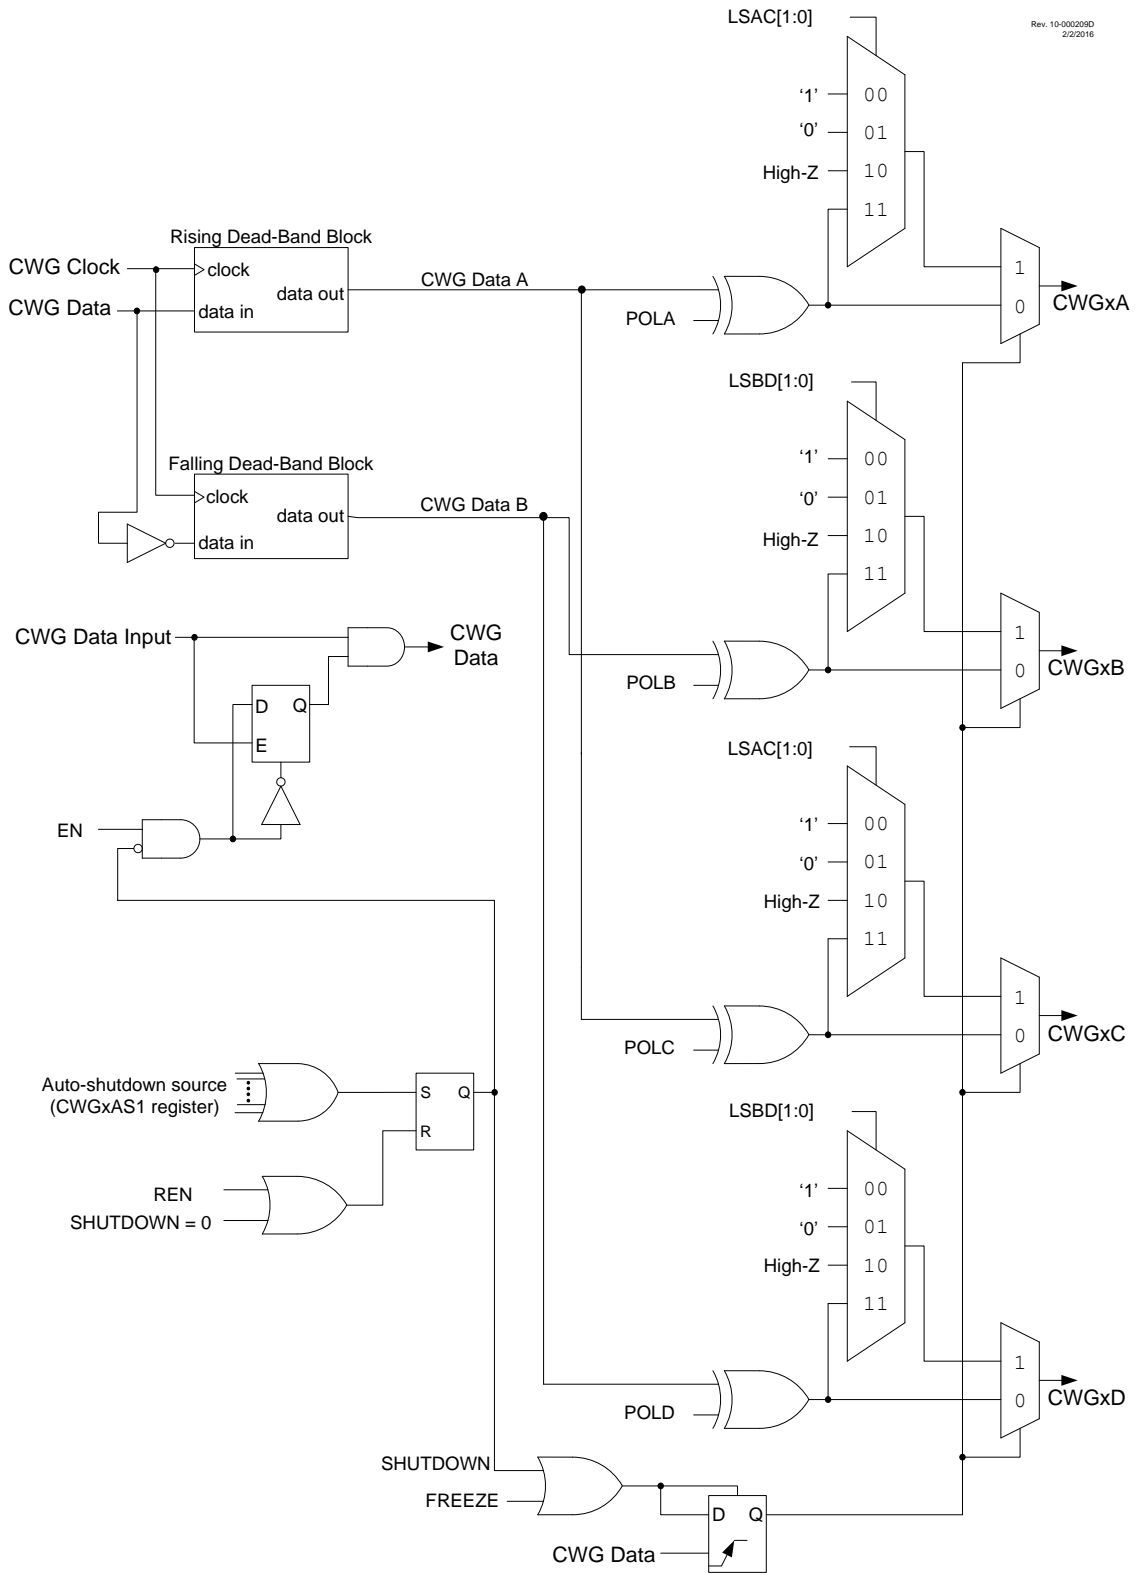 LSAC[1:0]
Rev. 10-000209D
2/2/2016
‘1’ 00
‘0’ 01
High-Z 10
11
Rising Dead-Band Block
CWG Clock
clock
CWG Data A
data out
1
CWG Data
data in
POLA
0
CWGxA
LSBD[1:0]
‘1’ 00
Falling Dead-Band Block
‘0’ 01
clock
CWG Data B
data out
High-Z 10
data in
11
CWG Data Input
CWG
Data
1
POLB
0
CWGxB
D Q
E
LSAC[1:0]
‘1’ 00
EN
‘0’ 01
High-Z 10
11
1
POLC
0
CWGxC
Auto-shutdown source
(CWGxAS1 register)
S Q
R
LSBD[1:0]
‘1’ 00
REN
SHUTDOWN = 0
‘0’ 01
High-Z 10
11
1
POLD
0
CWGxD
SHUTDOWN
FREEZE
D Q
CWG Data